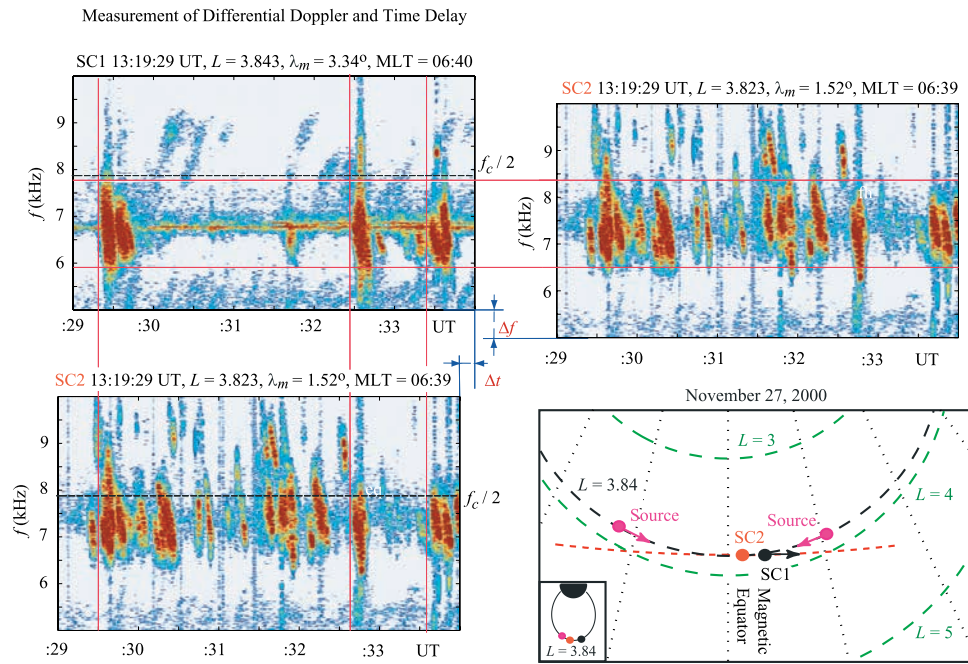 Measurement of Differential Doppler and Time Delay
SC1 13:19:29 UT, L = 3.843, λm = 3.34º, MLT = 06:40
f (kHz)
9
8
7
6
fc / 2
:29 :30 :31 :32 :33 UT
Δf
Δt
SC2 13:19:29 UT, L = 3.823, λm = 1.52º, MLT = 06:39
f (kHz)
9
8
7
6
:29 :30 :31 :32 :33 UT
SC2 13:19:29 UT, L = 3.823, λm = 1.52º, MLT = 06:39
f (kHz)
9
8
7
6
fc / 2
:29 :30 :31 :32 :33 UT
November 27, 2000
L = 3
L = 3.84
L = 4
Source
Source
SC2
SC1
Magnetic
Equator
L = 5
L = 3.84